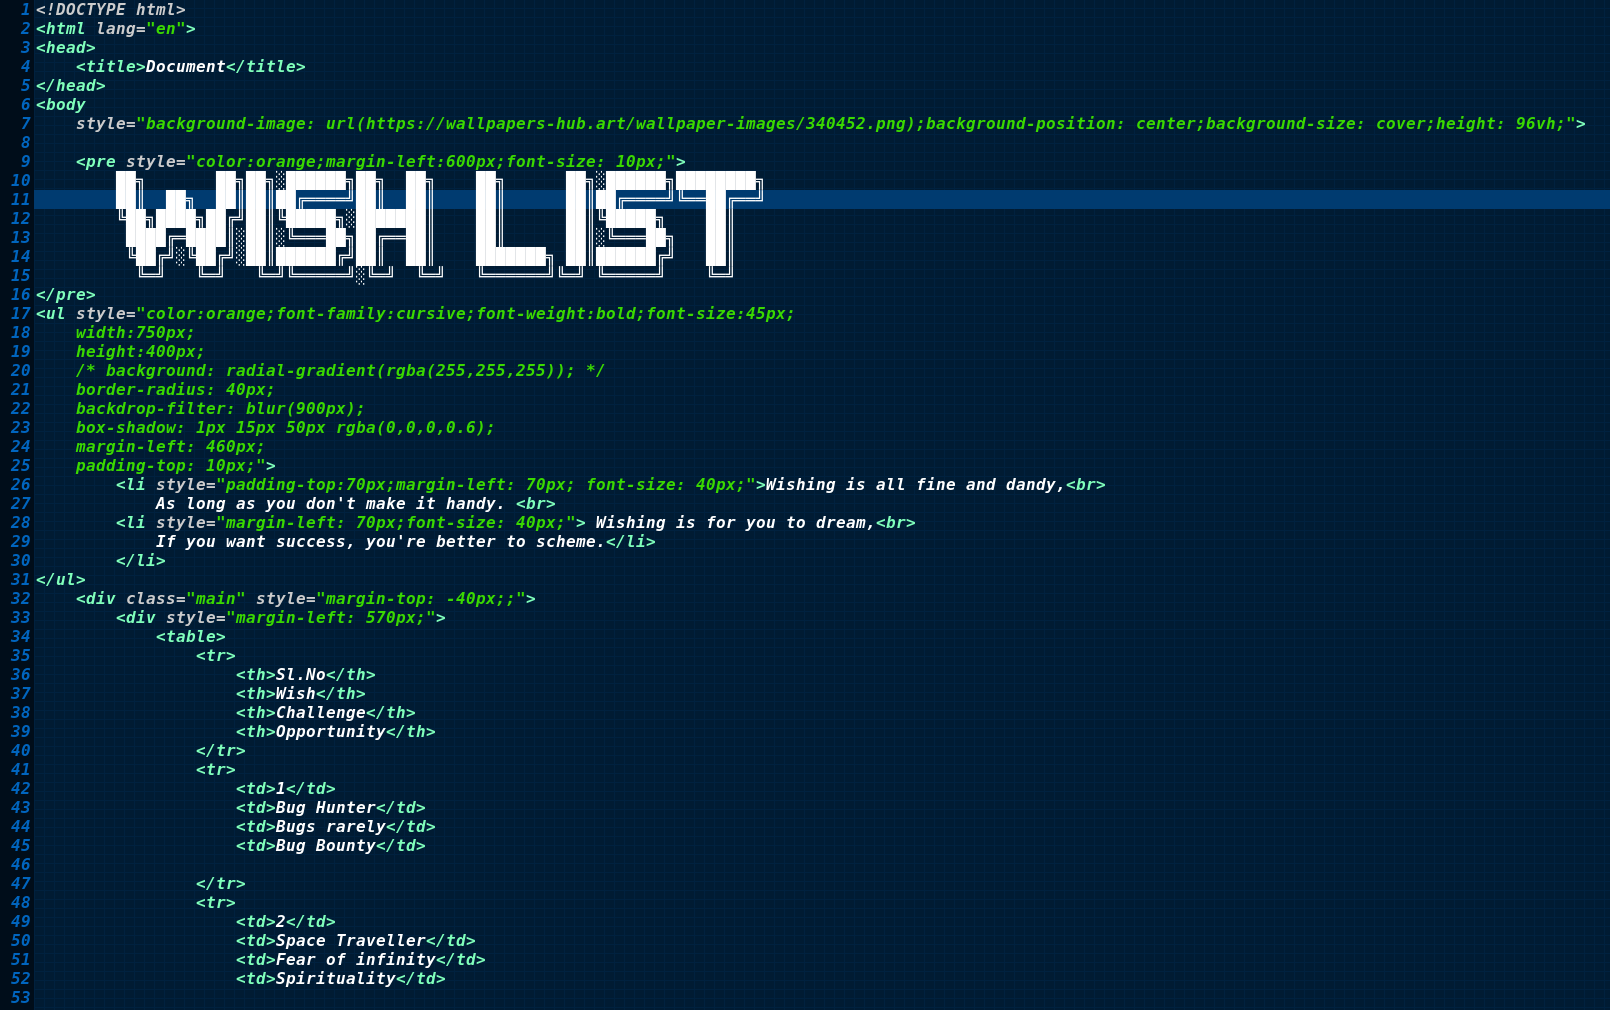 1 <!DOCTYPE html>
2 <html lang="en">
3 <head>
4     <title>Document</title>
5 </head>
6 <body
7     style="background-image: url(https://wallpapers-hub.art/wallpaper-images/340452.png);background-position: center;background-size: cover;height: 96vh;">
8
9     <pre style="color:orange;margin-left:600px;font-size: 10px;">
10         ██╗       ██╗██╗░██████╗██╗  ██╗    ██╗      ██╗░██████╗████████╗
11         ██║  ██╗  ██║██║██╔════╝██║  ██║    ██║      ██║██╔════╝╚══██╔══╝
12         ╚██╗████╗██╔╝██║╚█████╗░███████║    ██║      ██║╚█████╗    ██║
13          ████╔═████║░██║░╚═══██╗██╔══██║    ██║      ██║░╚═══██╗   ██║
14          ╚██╔╝░╚██╔╝░██║██████╔╝██║  ██║    ███████╗ ██║██████╔╝   ██║
15           ╚═╝   ╚═╝   ╚═╝╚═════╝░╚═╝  ╚═╝   ╚══════╝╚═╝ ╚═════╝    ╚═╝
16 </pre>
17 <ul style="color:orange;font-family:cursive;font-weight:bold;font-size:45px;
18     width:750px;
19     height:400px;
20     /* background: radial-gradient(rgba(255,255,255)); */
21     border-radius: 40px;
22     backdrop-filter: blur(900px);
23     box-shadow: 1px 15px 50px rgba(0,0,0,0.6);
24     margin-left: 460px;
25     padding-top: 10px;">
26         <li style="padding-top:70px;margin-left: 70px; font-size: 40px;">Wishing is all fine and dandy,<br>
27             As long as you don't make it handy. <br>
28         <li style="margin-left: 70px;font-size: 40px;"> Wishing is for you to dream,<br>
29             If you want success, you're better to scheme.</li>
30         </li>
31 </ul>
32     <div class="main" style="margin-top: -40px;;">
33         <div style="margin-left: 570px;">
34             <table>
35                 <tr>
36                     <th>Sl.No</th>
37                     <th>Wish</th>
38                     <th>Challenge</th>
39                     <th>Opportunity</th>
40                 </tr>
41                 <tr>
42                     <td>1</td>
43                     <td>Bug Hunter</td>
44                     <td>Bugs rarely</td>
45                     <td>Bug Bounty</td>
46
47                 </tr>
48                 <tr>
49                     <td>2</td>
50                     <td>Space Traveller</td>
51                     <td>Fear of infinity</td>
52                     <td>Spirituality</td>
53